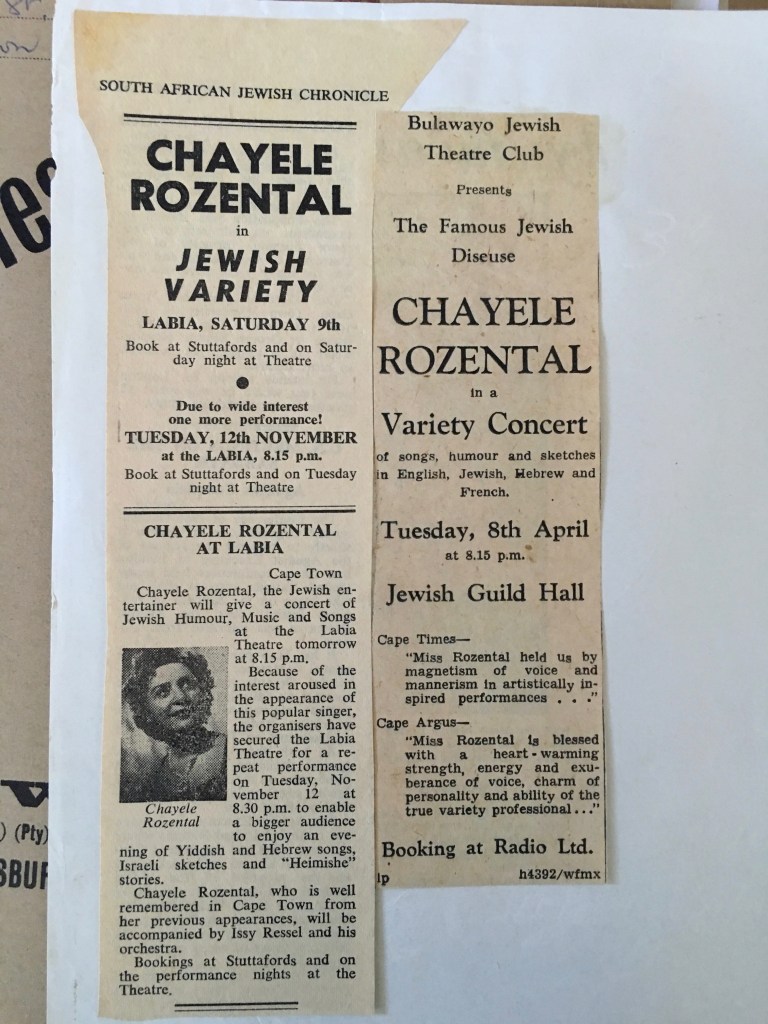 SOUTH AFRICAN JEWISH CHRONICLE
CHAYELE
ROZENTAL
in
JEWISH
VARIETY
LABIA, SATURDAY 9th
Book at Stuttafords and on Satur-
day night at Theatre
Due to wide interest
one more performance!
TUESDAY, 12th NOVEMBER
at the LABIA, 8.15 p.m.
Book at Stuttafords and on Tuesday
night at Theatre
CHAYELE ROZENTAL
AT LABIA
Cape Town
Chayele Rozental, the Jewish en-
tertainer will give a concert of
Jewish Humour, Music and Songs
at the Labia
Theatre tomorrow
at 8.15 p.m.
Because of the
interest aroused in
the appearance of
this popular singer,
the organisers have
secured the Labia
Theatre for a re-
peat performance
on Tuesday, No-
vember 12 at
8.30 p.m. to enable
a bigger audience
to enjoy an eve-
Chayele
Rozental
ning of Yiddish and Hebrew songs,
Israeli sketches and "Heimishe"
stories.
Chayele Rozental, who is well
remembered in Cape Town from
her previous appearances, will be
accompanied by Issy Ressel and his
orchestra.
Bookings at Stuttafords and on
the performance nights at the
Theatre.
Bulawayo Jewish
Theatre Club
Presents
The Famous Jewish
Diseuse
CHAYELE
ROZENTAL
in a
Variety Concert
of songs, humour and sketches
in English, Jewish, Hebrew and
French.
Tuesday, 8th April
at 8.15 p.m.
Jewish Guild Hall
Cape Times—
"Miss Rozental held us by
magnetism of voice and
mannerism in artistically in-
spired performances . . ."
Cape Argus—
"Miss Rozental is blessed
with a heart-warming
strength, energy and exu-
berance of voice, charm of
personality and ability of the
true variety professional..."
Booking at Radio Ltd.
lp h4392/wfmx
) (Pty)
SBUR